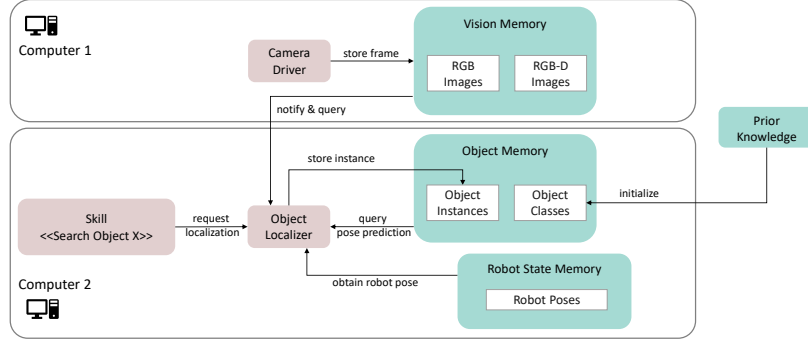 Computer 1
Camera
Driver
store frame
Vision Memory
RGB
Images
RGB-D
Images
notify & query
Prior
Knowledge
Object Memory
store instance
Object
Instances
Object
Classes
initialize
Skill
<<Search Object X>>
request
localization
Object
Localizer
query
pose prediction
Robot State Memory
Robot Poses
obtain robot pose
Computer 2